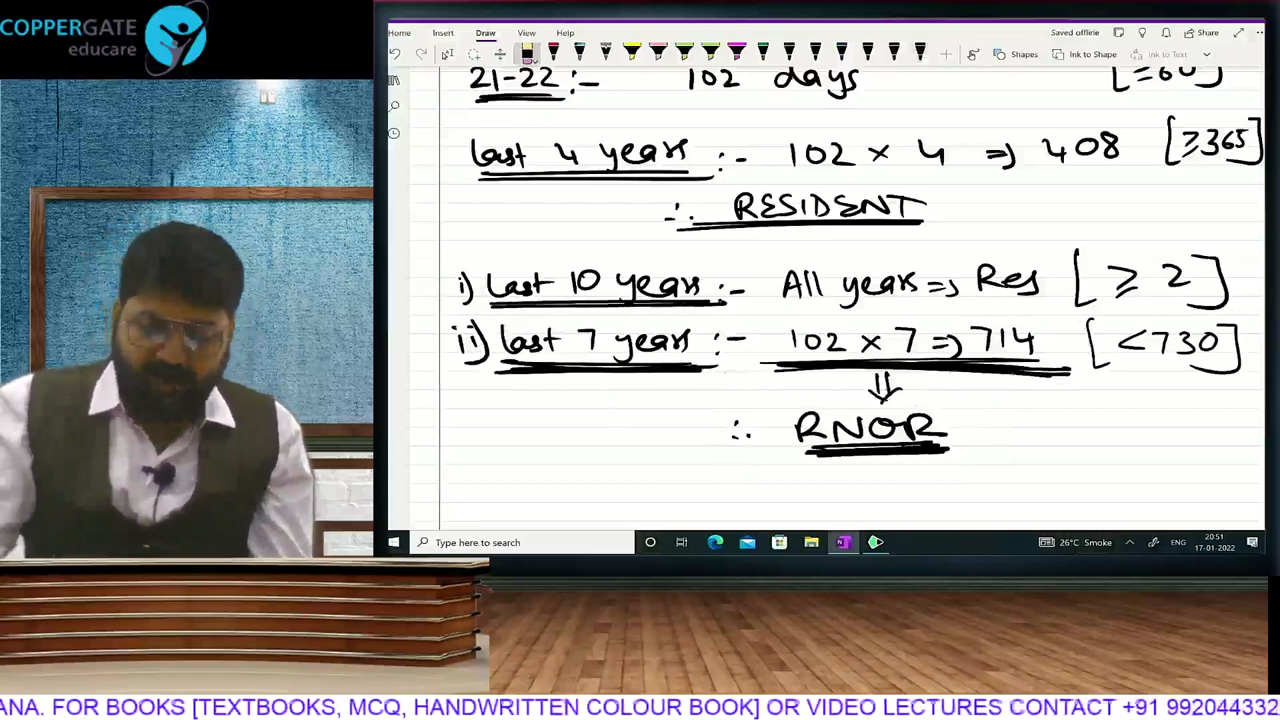 COPPERGATE
educare
Home Insert Draw View Help
Saved offline Share
Shapes Ink to Shape Ink to Text
21-22 :- 102 days [≥60]
last 4 years :- 102 × 4 ⇒ 408 [≥365]
∴ RESIDENT
i) Last 10 years :- All years ⇒ Res [≥ 2]
ii) last 7 years :- 102 × 7 ⇒ 714 [<730]
⇓
∴ RNOR
Type here to search
26°C Smoke ENG 20:51
17-01-2022
ANA. FOR BOOKS [TEXTBOOKS, MCQ, HANDWRITTEN COLOUR BOOK] OR VIDEO LECTURES CONTACT +91 992044332